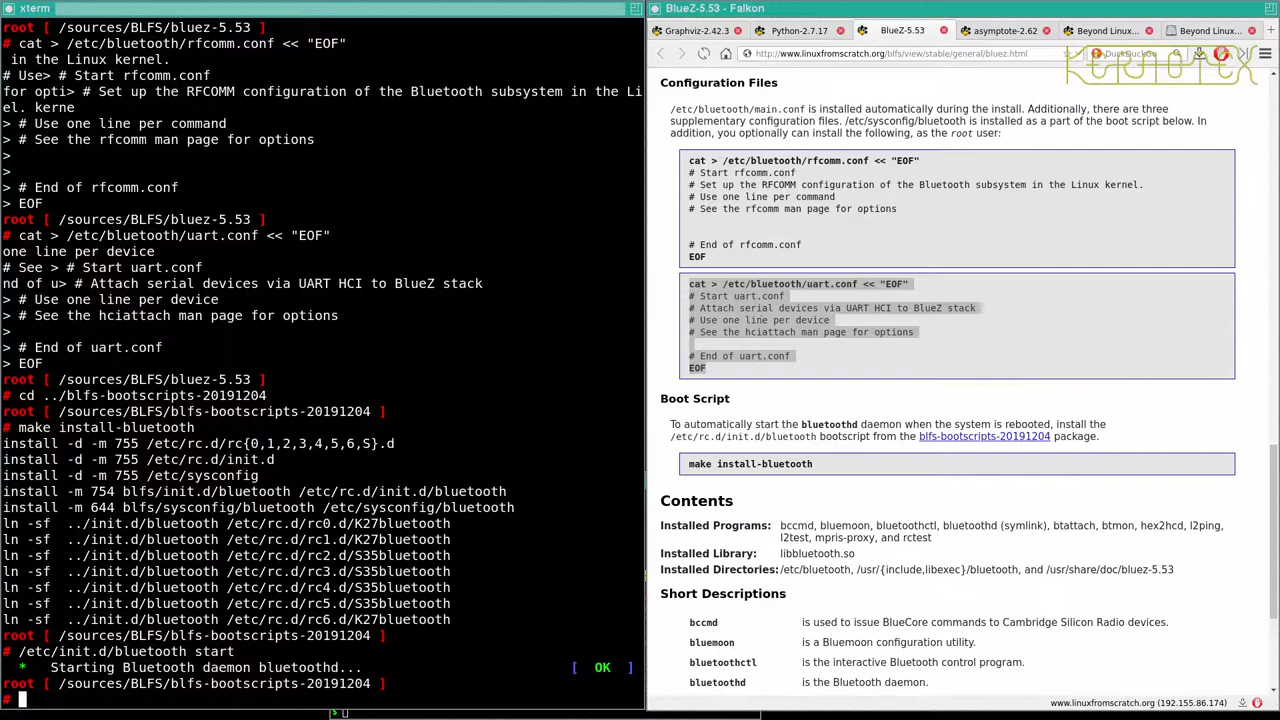 xterm
root [ /sources/BLFS/bluez-5.53 ]
# cat > /etc/bluetooth/rfcomm.conf << "EOF"
 in the Linux kernel.
# Use> # Start rfcomm.conf
for opti> # Set up the RFCOMM configuration of the Bluetooth subsystem in the Li
el. kerne
> # Use one line per command
> # See the rfcomm man page for options
>
>
> # End of rfcomm.conf
> EOF
root [ /sources/BLFS/bluez-5.53 ]
# cat > /etc/bluetooth/uart.conf << "EOF"
one line per device
# See > # Start uart.conf
nd of u> # Attach serial devices via UART HCI to BlueZ stack
> # Use one line per device
> # See the hciattach man page for options
>
> # End of uart.conf
> EOF
root [ /sources/BLFS/bluez-5.53 ]
# cd ../blfs-bootscripts-20191204
root [ /sources/BLFS/blfs-bootscripts-20191204 ]
# make install-bluetooth
install -d -m 755 /etc/rc.d/rc{0,1,2,3,4,5,6,S}.d
install -d -m 755 /etc/rc.d/init.d
install -d -m 755 /etc/sysconfig
install -m 754 blfs/init.d/bluetooth /etc/rc.d/init.d/bluetooth
install -m 644 blfs/sysconfig/bluetooth /etc/sysconfig/bluetooth
ln -sf  ../init.d/bluetooth /etc/rc.d/rc0.d/K27bluetooth
ln -sf  ../init.d/bluetooth /etc/rc.d/rc1.d/K27bluetooth
ln -sf  ../init.d/bluetooth /etc/rc.d/rc2.d/S35bluetooth
ln -sf  ../init.d/bluetooth /etc/rc.d/rc3.d/S35bluetooth
ln -sf  ../init.d/bluetooth /etc/rc.d/rc4.d/S35bluetooth
ln -sf  ../init.d/bluetooth /etc/rc.d/rc5.d/S35bluetooth
ln -sf  ../init.d/bluetooth /etc/rc.d/rc6.d/K27bluetooth
root [ /sources/BLFS/blfs-bootscripts-20191204 ]
# /etc/init.d/bluetooth start
 *   Starting Bluetooth daemon bluetoothd... [ OK ]
root [ /sources/BLFS/blfs-bootscripts-20191204 ]
#
$
BlueZ-5.53 - Falkon
Graphviz-2.42.3
Python-2.7.17
BlueZ-5.53
asymptote-2.62
Beyond Linux...
Beyond Linux...
http://www.linuxfromscratch.org/blfs/view/stable/general/bluez.html
DuckDuckGo
KERNOTEX
Configuration Files
/etc/bluetooth/main.conf is installed automatically during the install. Additionally, there are three
supplementary configuration files. /etc/sysconfig/bluetooth is installed as a part of the boot script below. In
addition, you optionally can install the following, as the root user:
cat > /etc/bluetooth/rfcomm.conf << "EOF"
# Start rfcomm.conf
# Set up the RFCOMM configuration of the Bluetooth subsystem in the Linux kernel.
# Use one line per command
# See the rfcomm man page for options
# End of rfcomm.conf
EOF
cat > /etc/bluetooth/uart.conf << "EOF"
# Start uart.conf
# Attach serial devices via UART HCI to BlueZ stack
# Use one line per device
# See the hciattach man page for options
# End of uart.conf
EOF
Boot Script
To automatically start the bluetoothd daemon when the system is rebooted, install the
/etc/rc.d/init.d/bluetooth bootscript from the blfs-bootscripts-20191204 package.
make install-bluetooth
Contents
Installed Programs: bccmd, bluemoon, bluetoothctl, bluetoothd (symlink), btattach, btmon, hex2hcd, l2ping,
l2test, mpris-proxy, and rctest
Installed Library: libbluetooth.so
Installed Directories: /etc/bluetooth, /usr/{include,libexec}/bluetooth, and /usr/share/doc/bluez-5.53
Short Descriptions
bccmd is used to issue BlueCore commands to Cambridge Silicon Radio devices.
bluemoon is a Bluemoon configuration utility.
bluetoothctl is the interactive Bluetooth control program.
bluetoothd is the Bluetooth daemon.
www.linuxfromscratch.org (192.155.86.174)